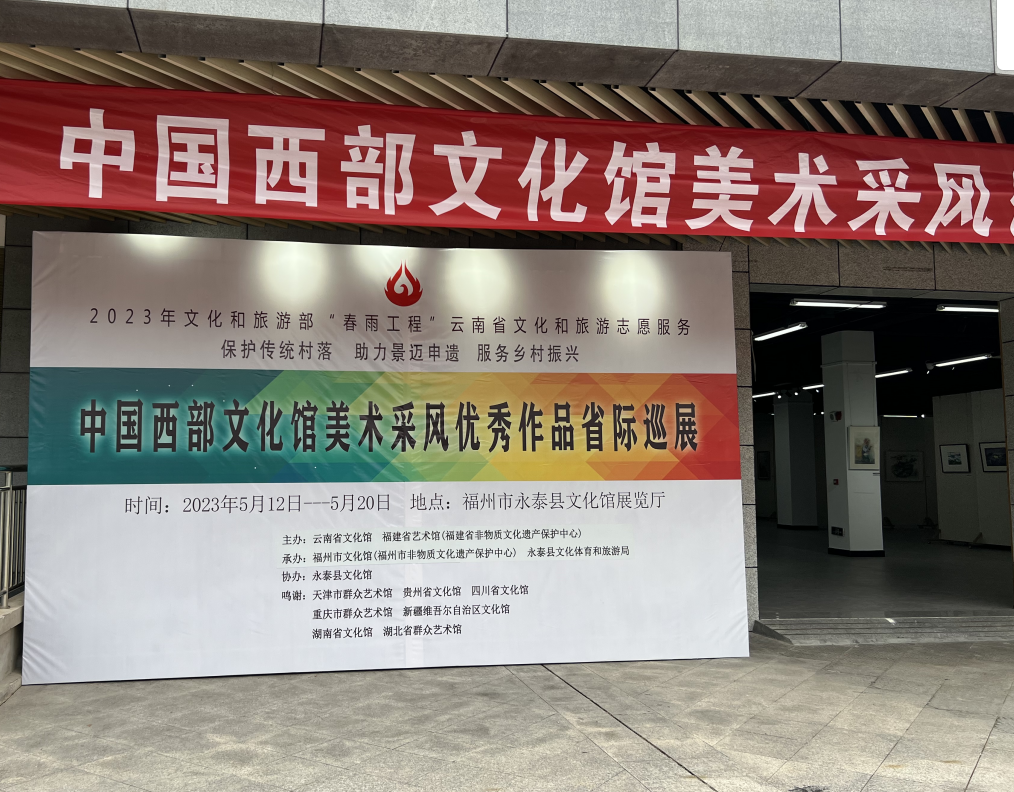 中国西部文化馆美术采风
2023年文化和旅游部“春雨工程”云南省文化和旅游志愿服务
保护传统村落 助力景迈申遗 服务乡村振兴
中国西部文化馆美术采风优秀作品省际巡展
时间：2023年5月12日---5月20日 地点：福州市永泰县文化馆展览厅
主办：云南省文化馆 福建省艺术馆(福建省非物质文化遗产保护中心)
承办：福州市文化馆(福州市非物质文化遗产保护中心) 永泰县文化体育和旅游局
协办：永泰县文化馆
鸣谢：天津市群众艺术馆 贵州省文化馆 四川省文化馆
重庆市群众艺术馆 新疆维吾尔自治区文化馆
湖南省文化馆 湖北省群众艺术馆